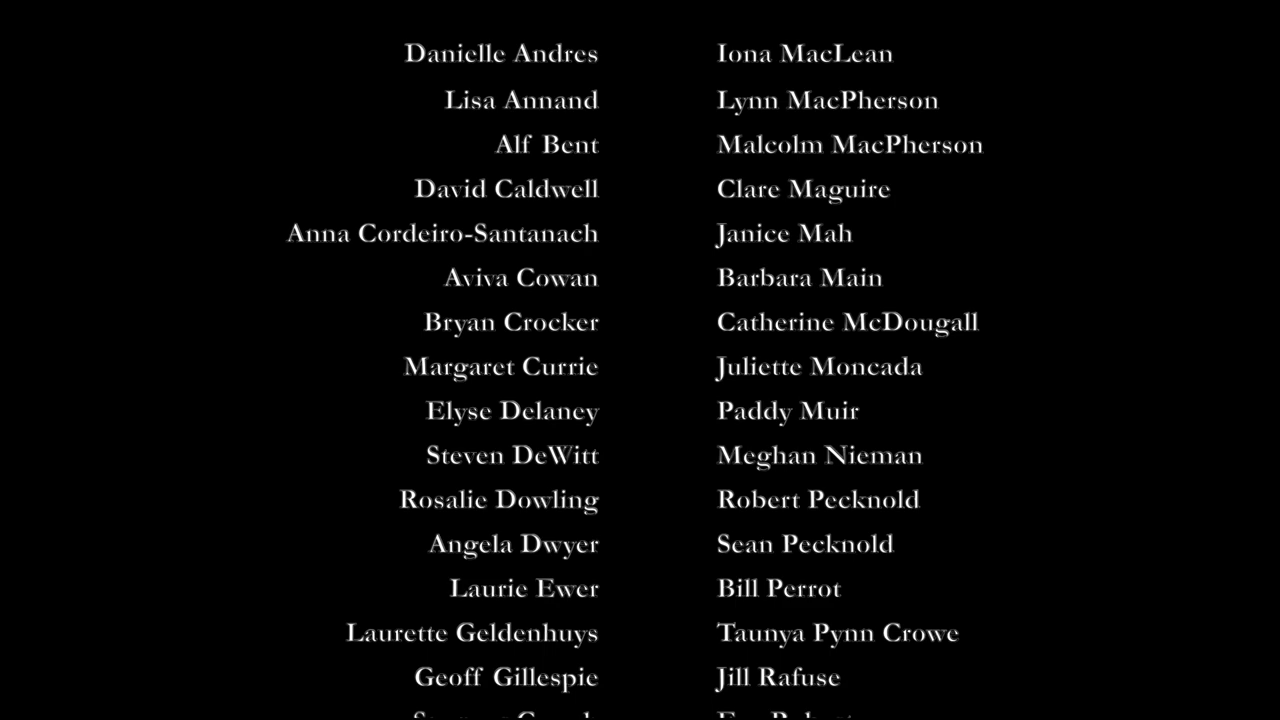 Danielle Andres
Iona MacLean
Lisa Annand
Lynn MacPherson
Alf Bent
Malcolm MacPherson
David Caldwell
Clare Maguire
Anna Cordeiro-Santanach
Janice Mah
Aviva Cowan
Barbara Main
Bryan Crocker
Catherine McDougall
Margaret Currie
Juliette Moncada
Elyse Delaney
Paddy Muir
Steven DeWitt
Meghan Nieman
Rosalie Dowling
Robert Pecknold
Angela Dwyer
Sean Pecknold
Laurie Ewer
Bill Perrot
Laurette Geldenhuys
Taunya Pynn Crowe
Geoff Gillespie
Jill Rafuse